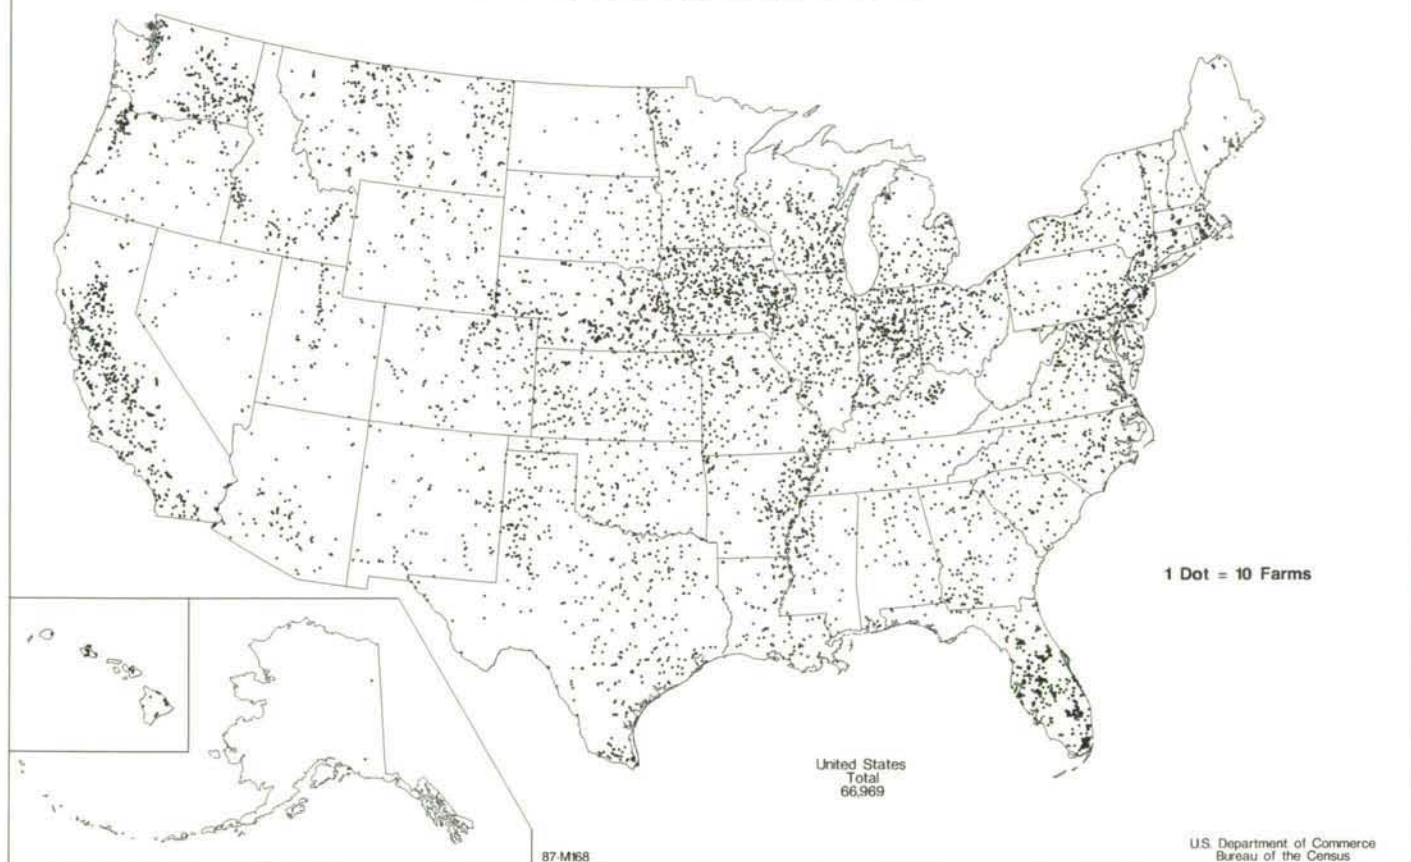 1 Dot = 10 Farms
United States
Total
66,969
87-M168
U.S. Department of Commerce
Bureau of the Census